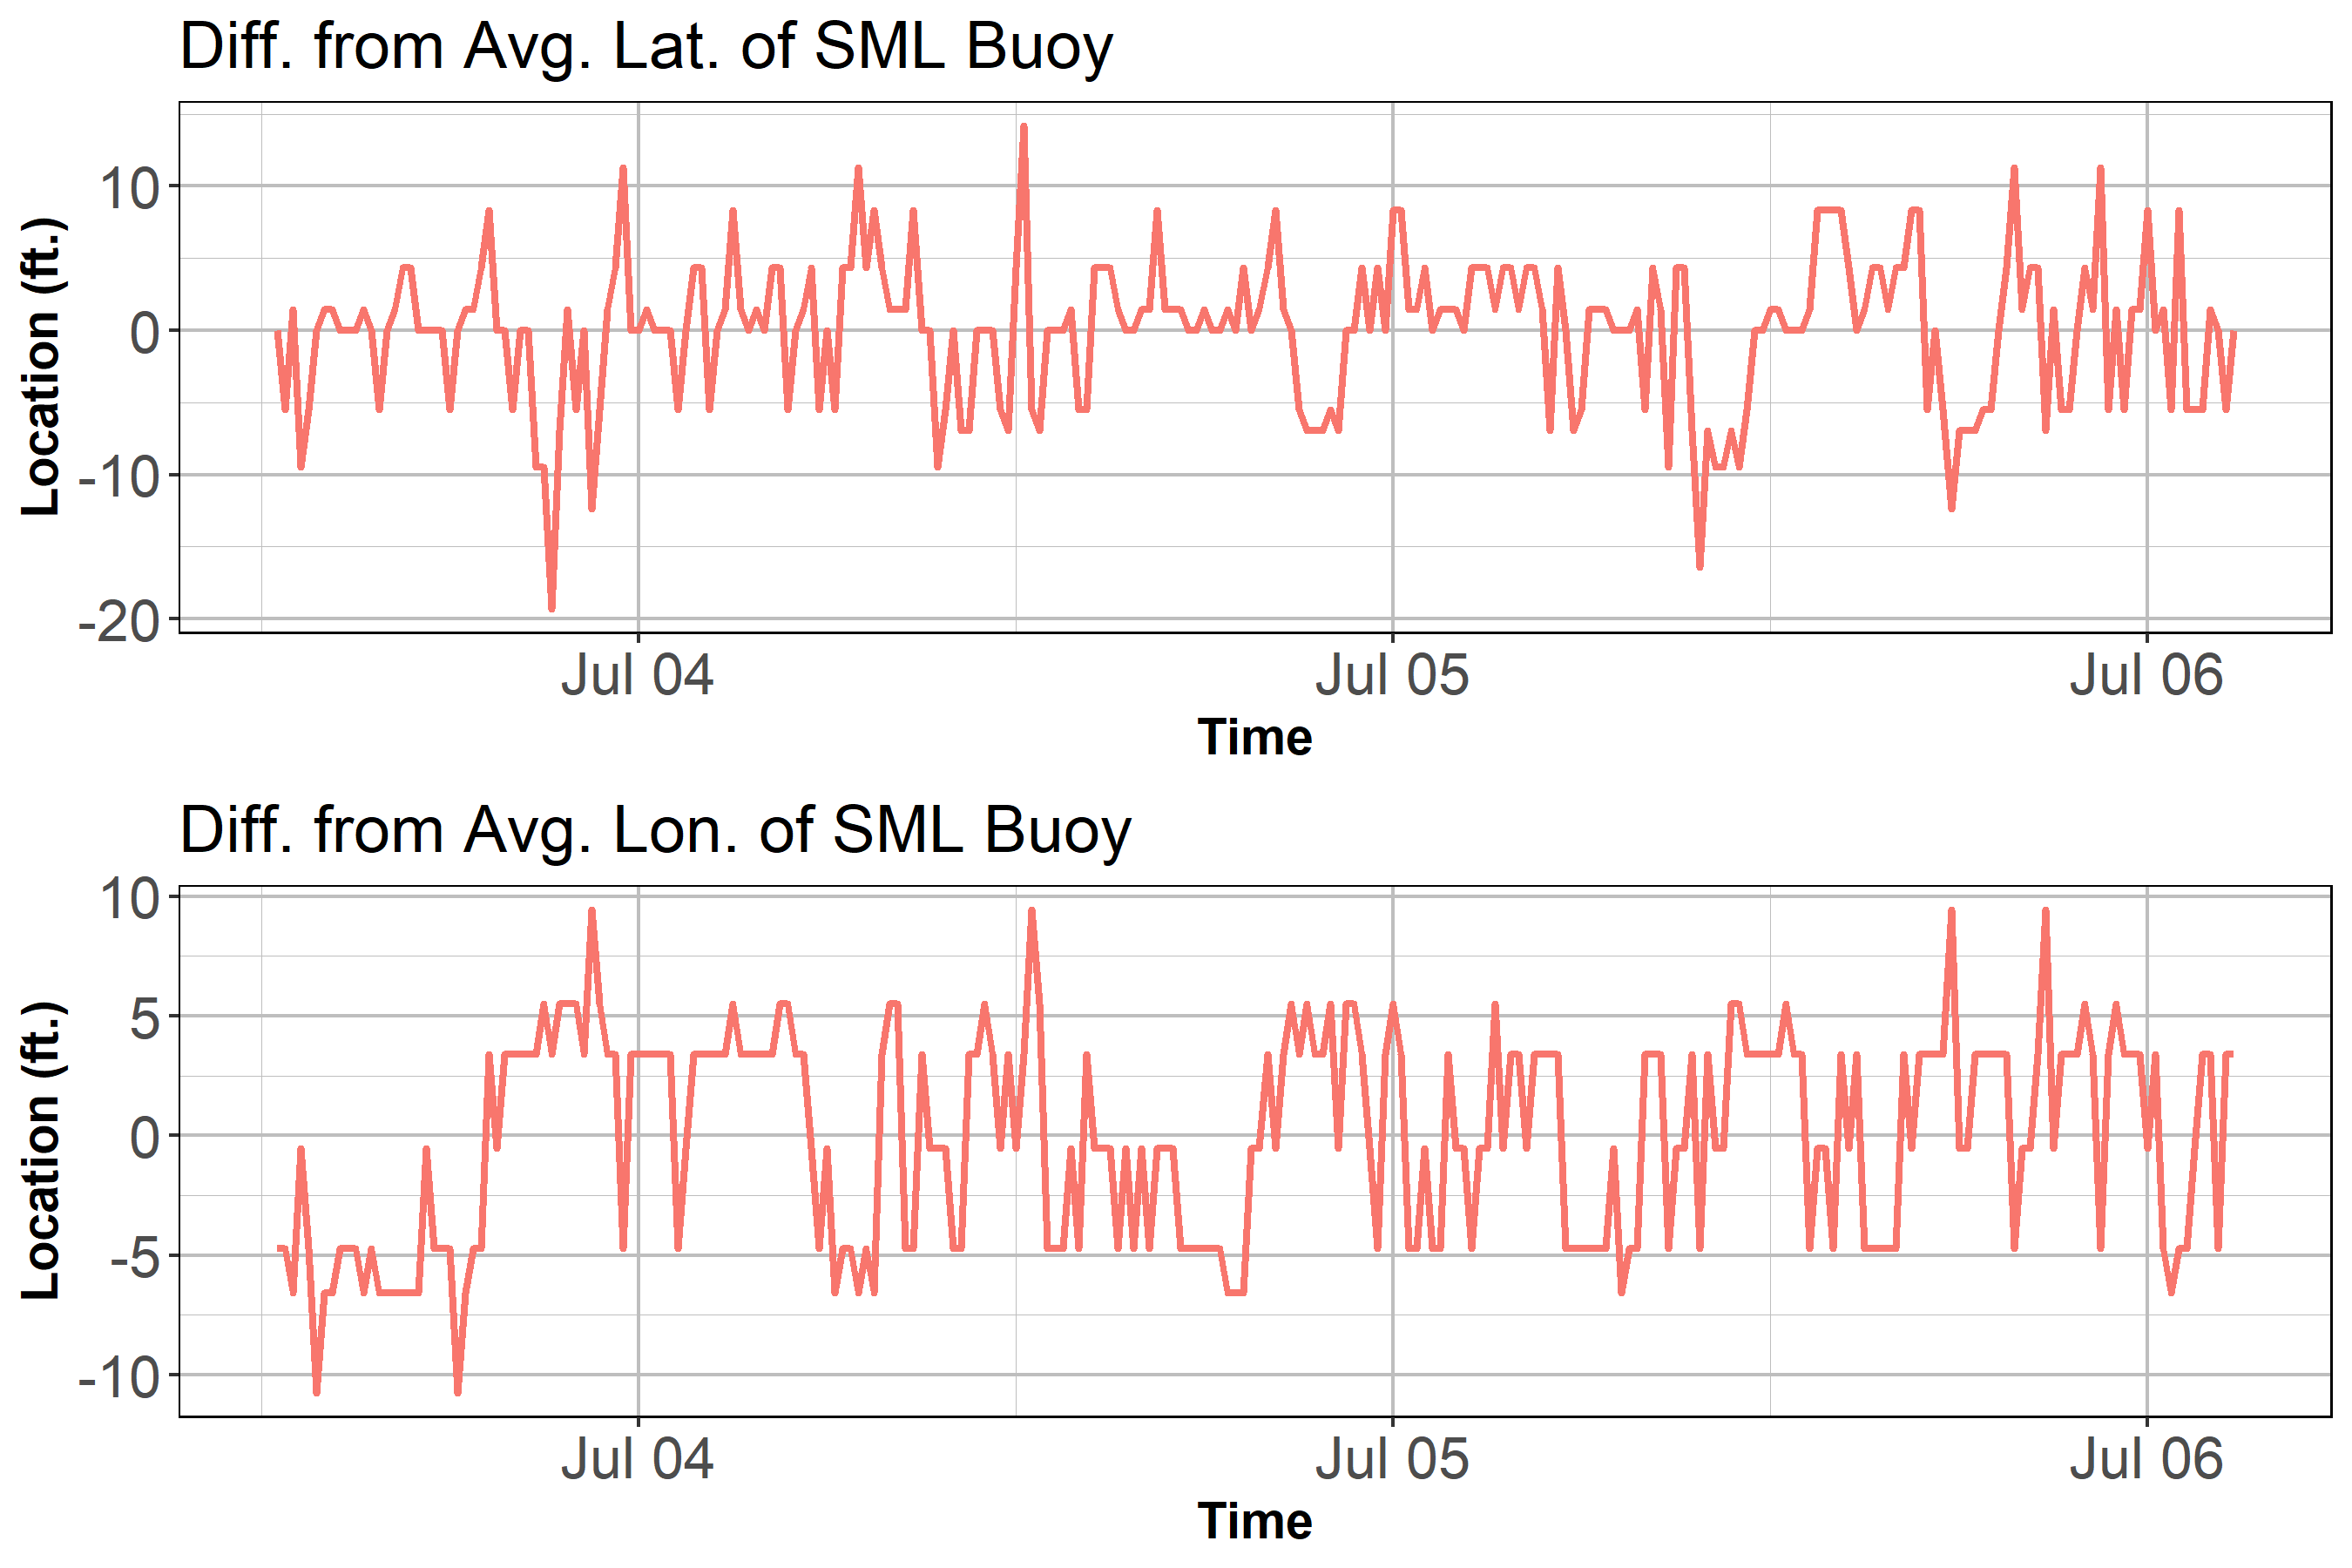 Diff. from Avg. Lat. of SML Buoy
Location (ft.)
10
0
-10
-20
Jul 04 Jul 05 Jul 06
Time
Diff. from Avg. Lon. of SML Buoy
Location (ft.)
10
5
0
-5
-10
Jul 04 Jul 05 Jul 06
Time